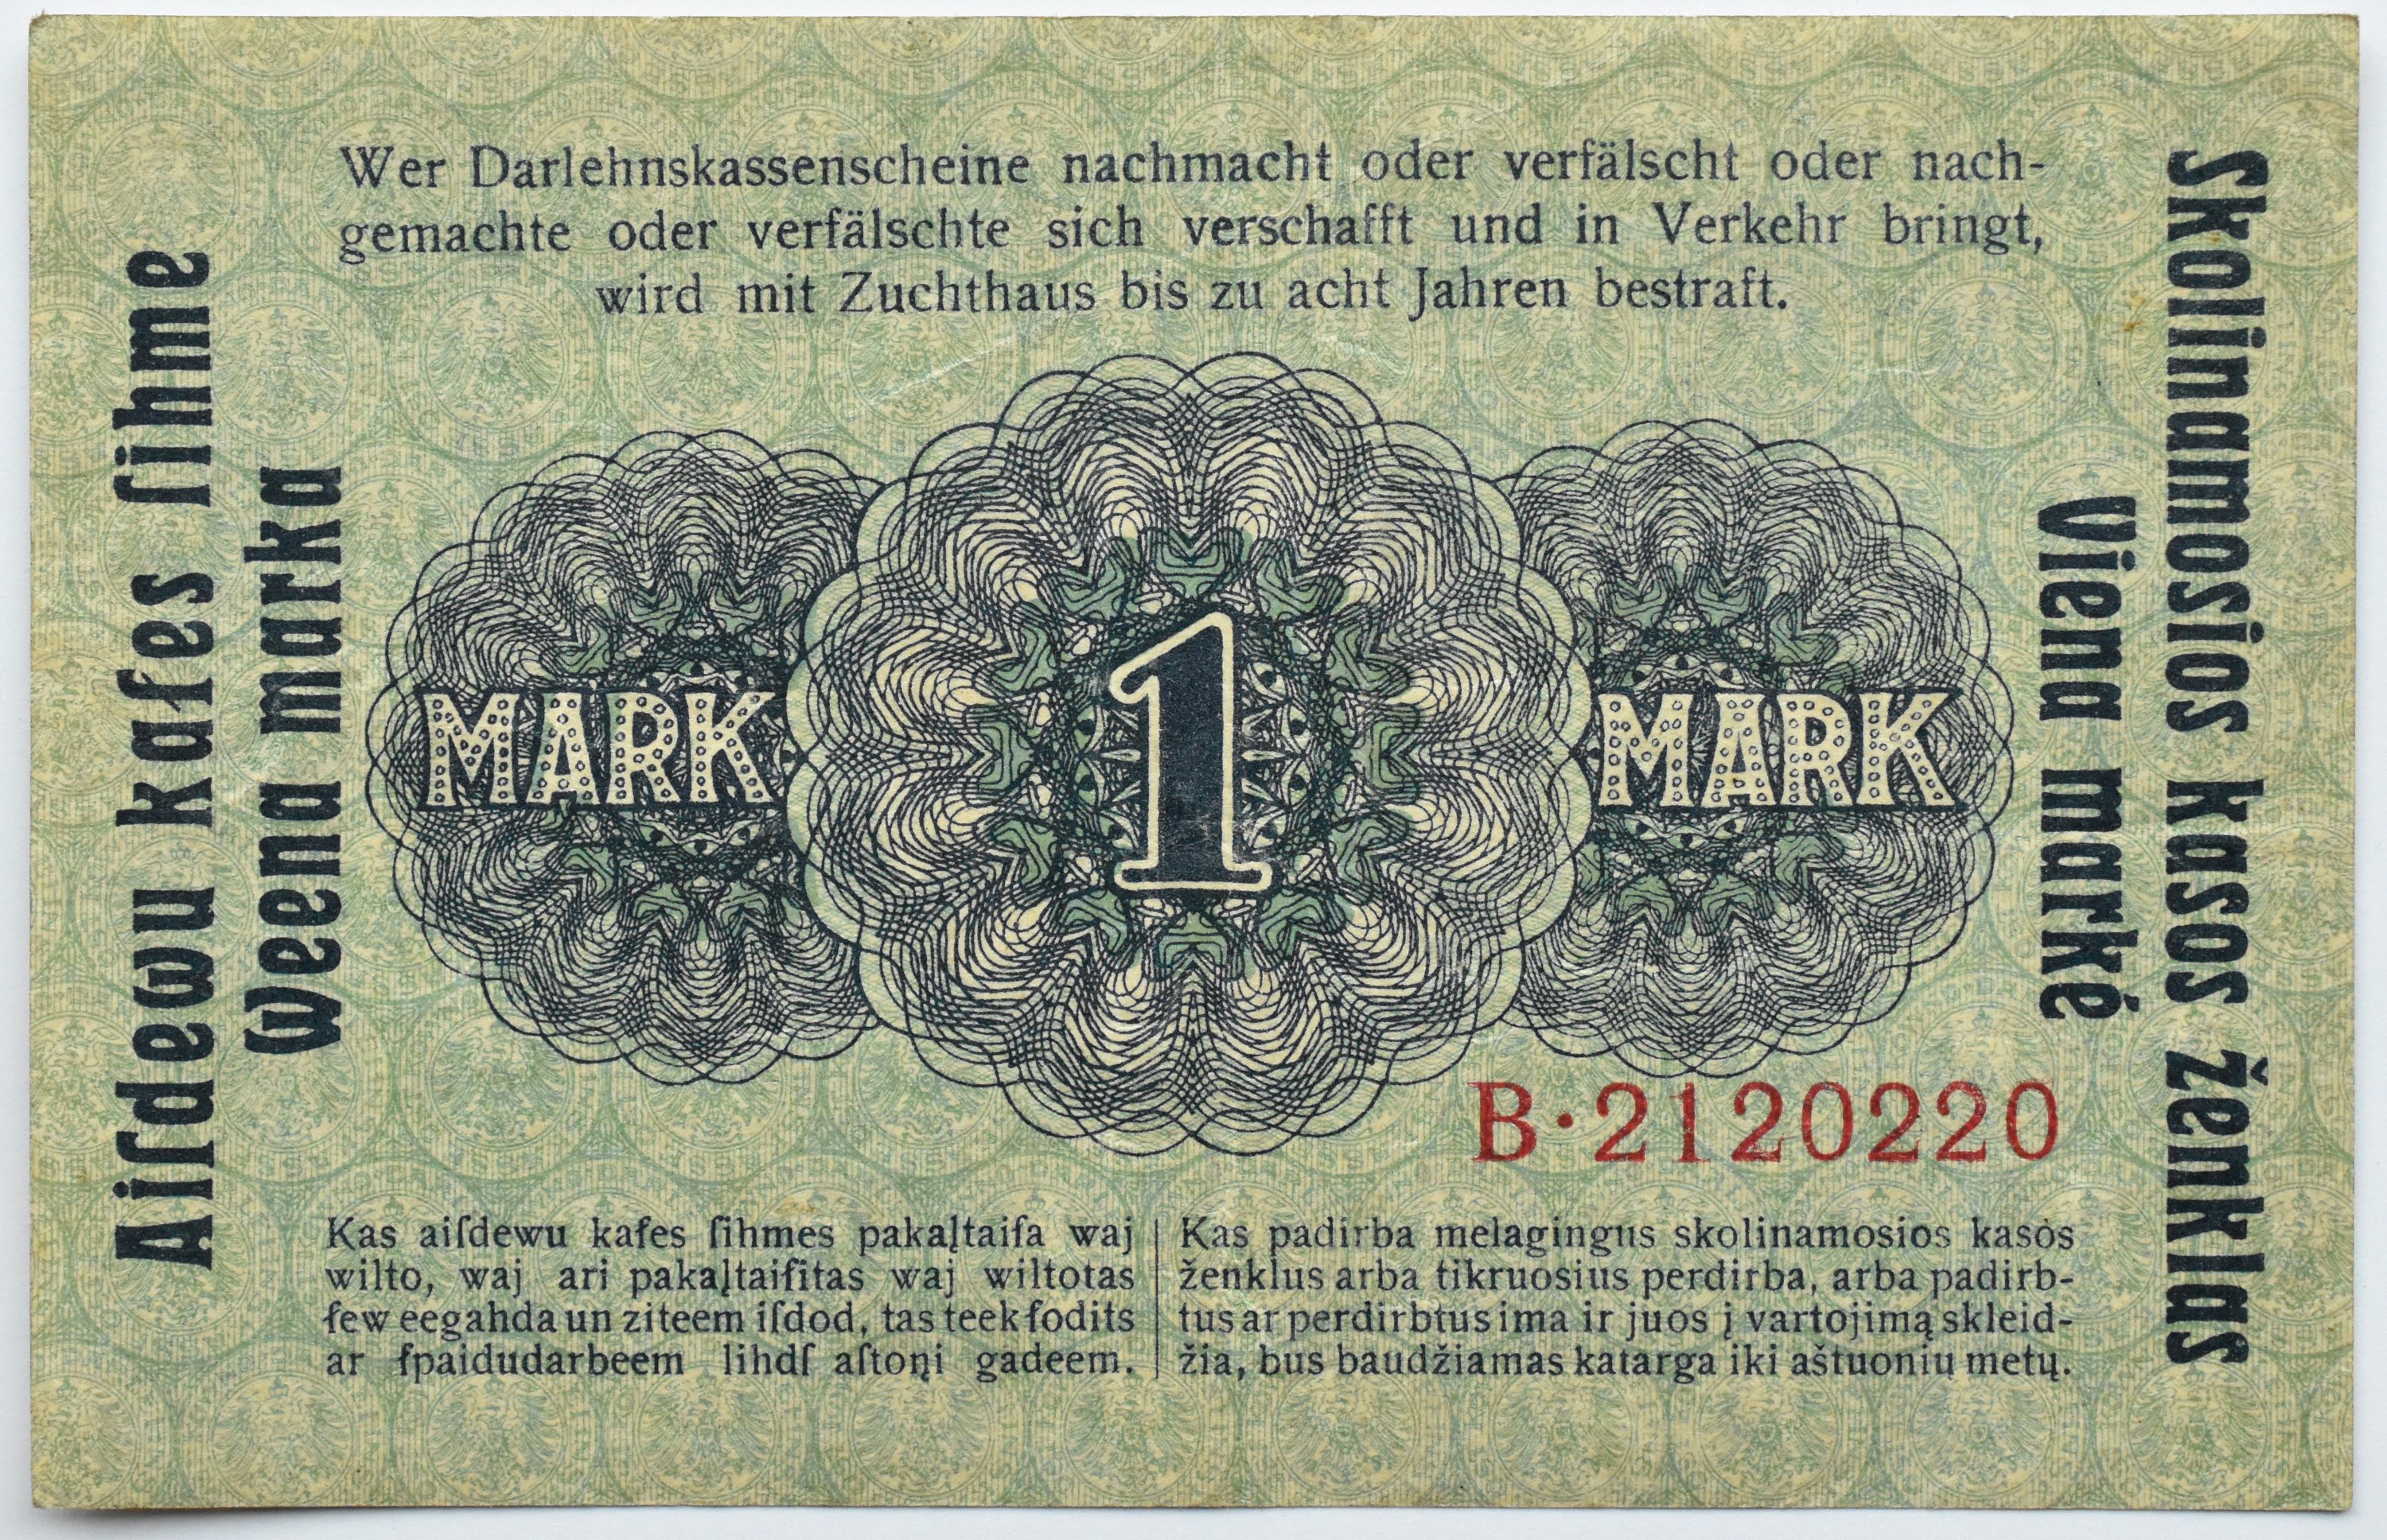 Wer Darlehnskassenscheine nachmacht oder verfälscht oder nach-
gemachte oder verfälschte sich verschafft und in Verkehr bringt,
wird mit Zuchthaus bis zu acht Jahren bestraft.
Aiſdewu kaſes ſihme
Weena marka
MARK
1
MARK
Viena markė
Skolinamosios kasos ženklas
B·2120220
Kas aiſdewu kaſes ſihmes pakaļtaiſa waj
wilto, waj ari pakaļtaiſitas waj wiltotas
ſew eegahda un ziteem iſdod, tas teek ſodits
ar ſpaidudarbeem lihdſ aſtoņi gadeem.
Kas padirba melagingus skolinamosios kasos
ženklus arba tikruosius perdirba, arba padirb-
tus ar perdirbtus ima ir juos į vartojimą skleid-
žia, bus baudžiamas katarga iki aštuonių metų.